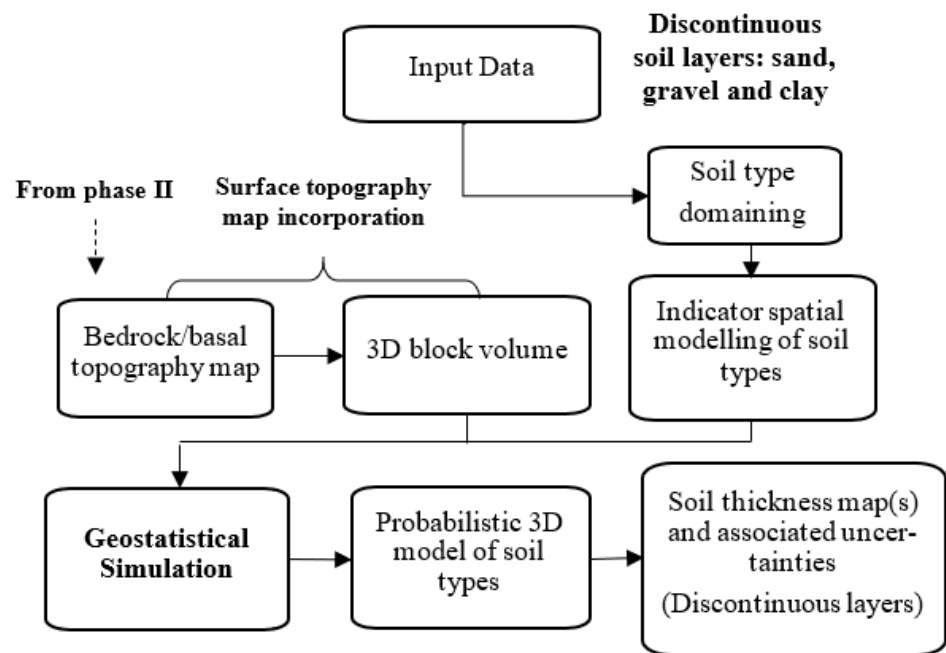 Input Data
Discontinuous
soil layers: sand,
gravel and clay
Soil type
domaining
From phase II
Surface topography
map incorporation
Bedrock/basal
topography map
3D block volume
Indicator spatial
modelling of soil
types
Geostatistical
Simulation
Probabilistic 3D
model of soil
types
Soil thickness map(s)
and associated uncer-
tainties
(Discontinuous layers)